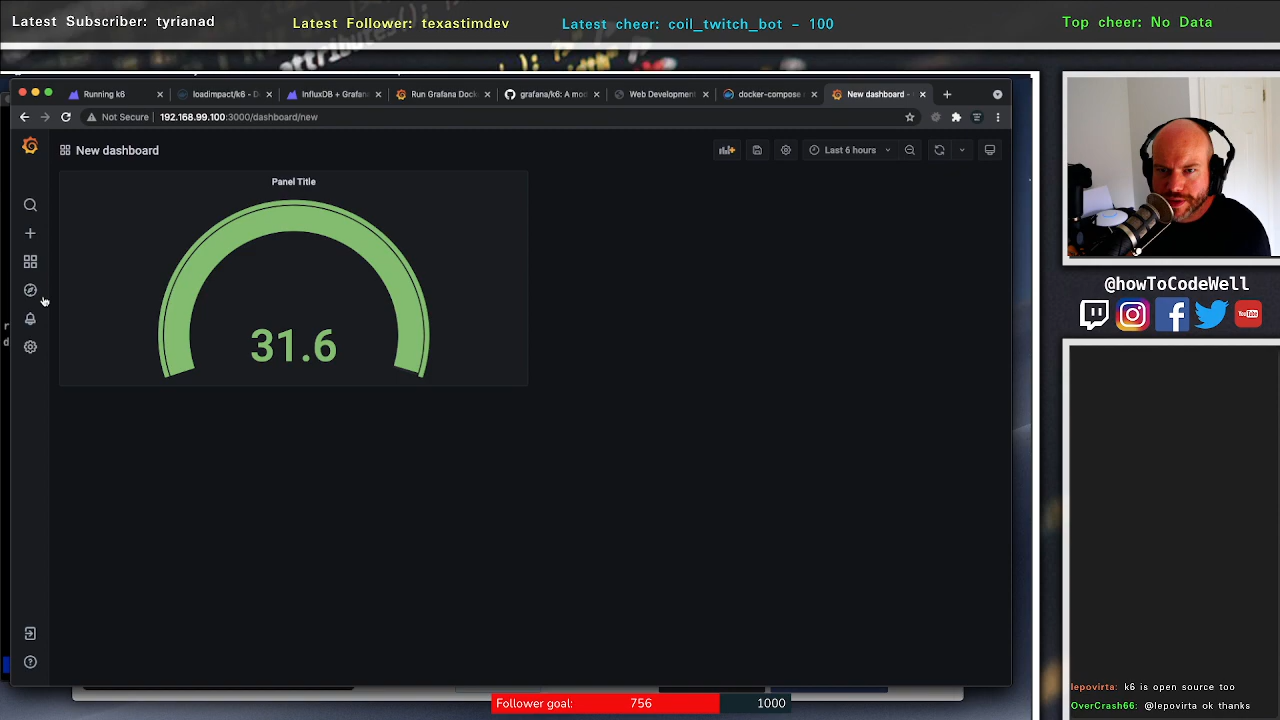 Latest Subscriber: tyrianad
Latest Follower: texastimdev
Latest cheer: coil_twitch_bot - 100
Top cheer: No Data
Running k6
loadimpact/k6 - D
InfluxDB + Grafan
Run Grafana Dock
grafana/k6: A mod
Web Development
docker-compose
New dashboard -
Not Secure
192.168.99.100:3000/dashboard/new
New dashboard
Last 6 hours
Panel Title
31.6
@howToCodeWell
You Tube
lepovirta: k6 is open source too
OverCrash66: @lepovirta ok thanks
Follower goal: 756 1000